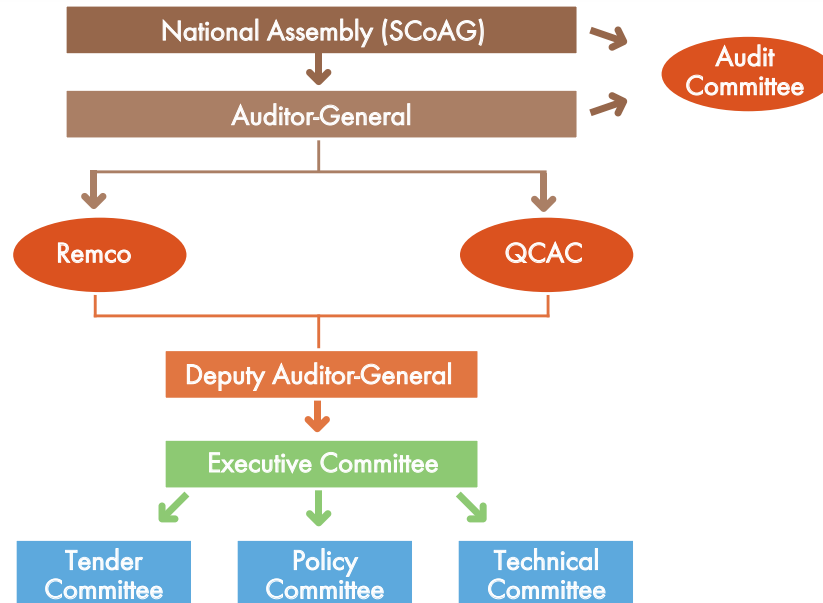 National Assembly (SCoAG)
Audit
Committee
Auditor-General
Remco
QCAC
Deputy Auditor-General
Executive Committee
Tender
Committee
Policy
Committee
Technical
Committee